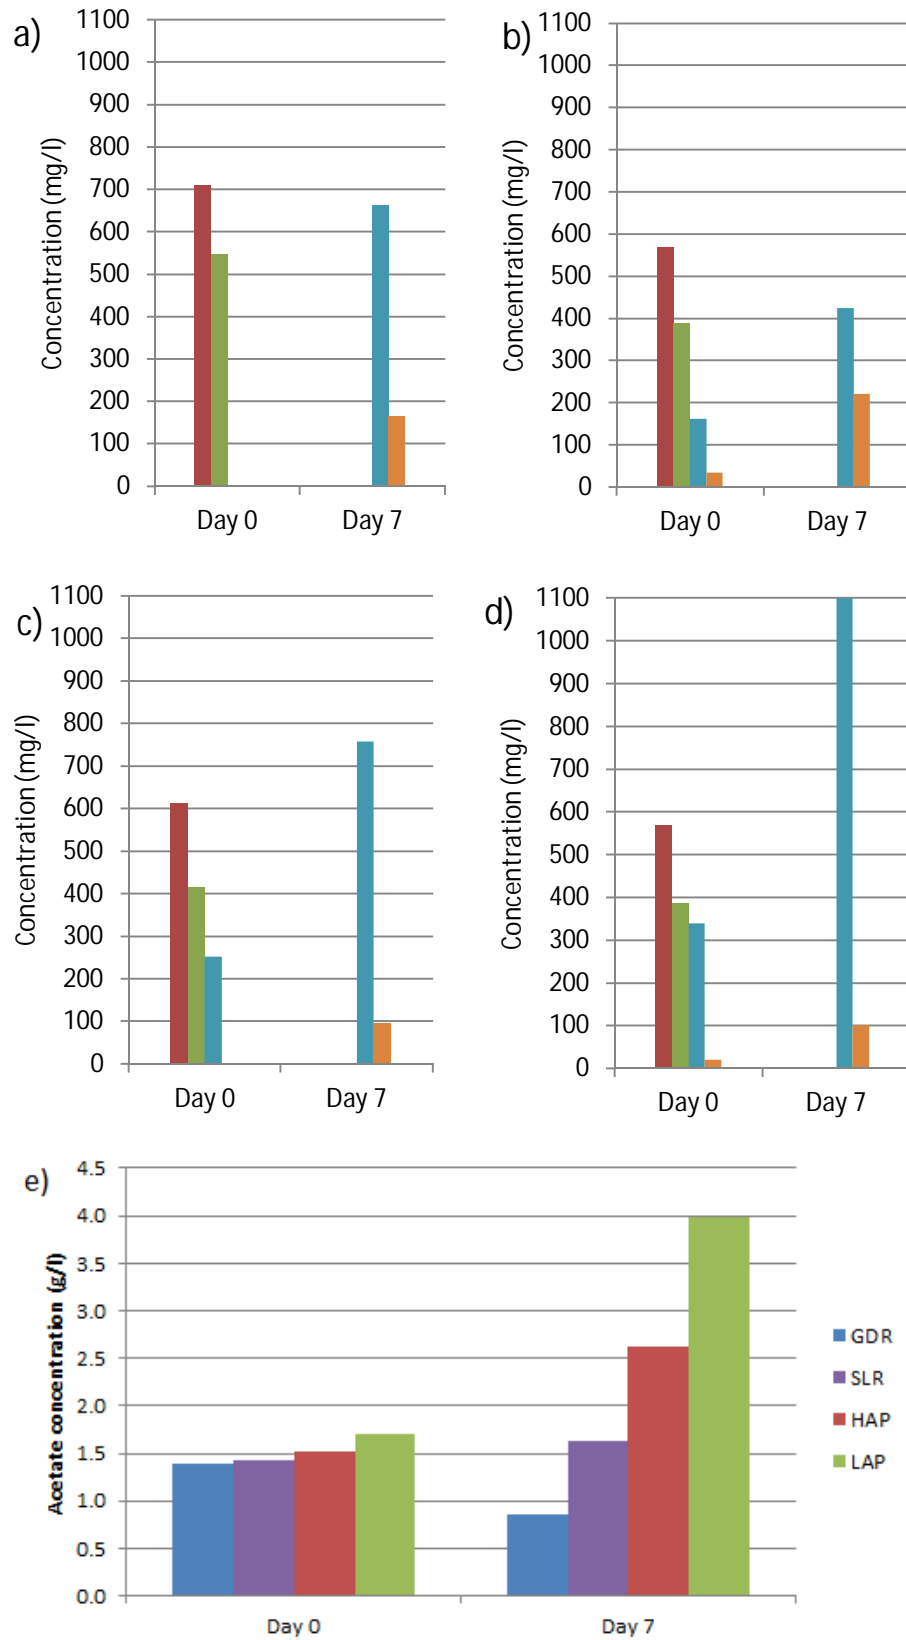 a)
Concentration (mg/l)
1100
1000
900
800
700
600
500
400
300
200
100
0
Day 0
Day 7
b)
Concentration (mg/l)
1100
1000
900
800
700
600
500
400
300
200
100
0
Day 0
Day 7
c)
Concentration (mg/l)
1100
1000
900
800
700
600
500
400
300
200
100
0
Day 0
Day 7
d)
Concentration (mg/l)
1100
1000
900
800
700
600
500
400
300
200
100
0
Day 0
Day 7
e)
Acetate concentration (g/l)
4.5
4.0
3.5
3.0
2.5
2.0
1.5
1.0
0.5
0.0
Day 0
Day 7
GDR
SLR
HAP
LAP